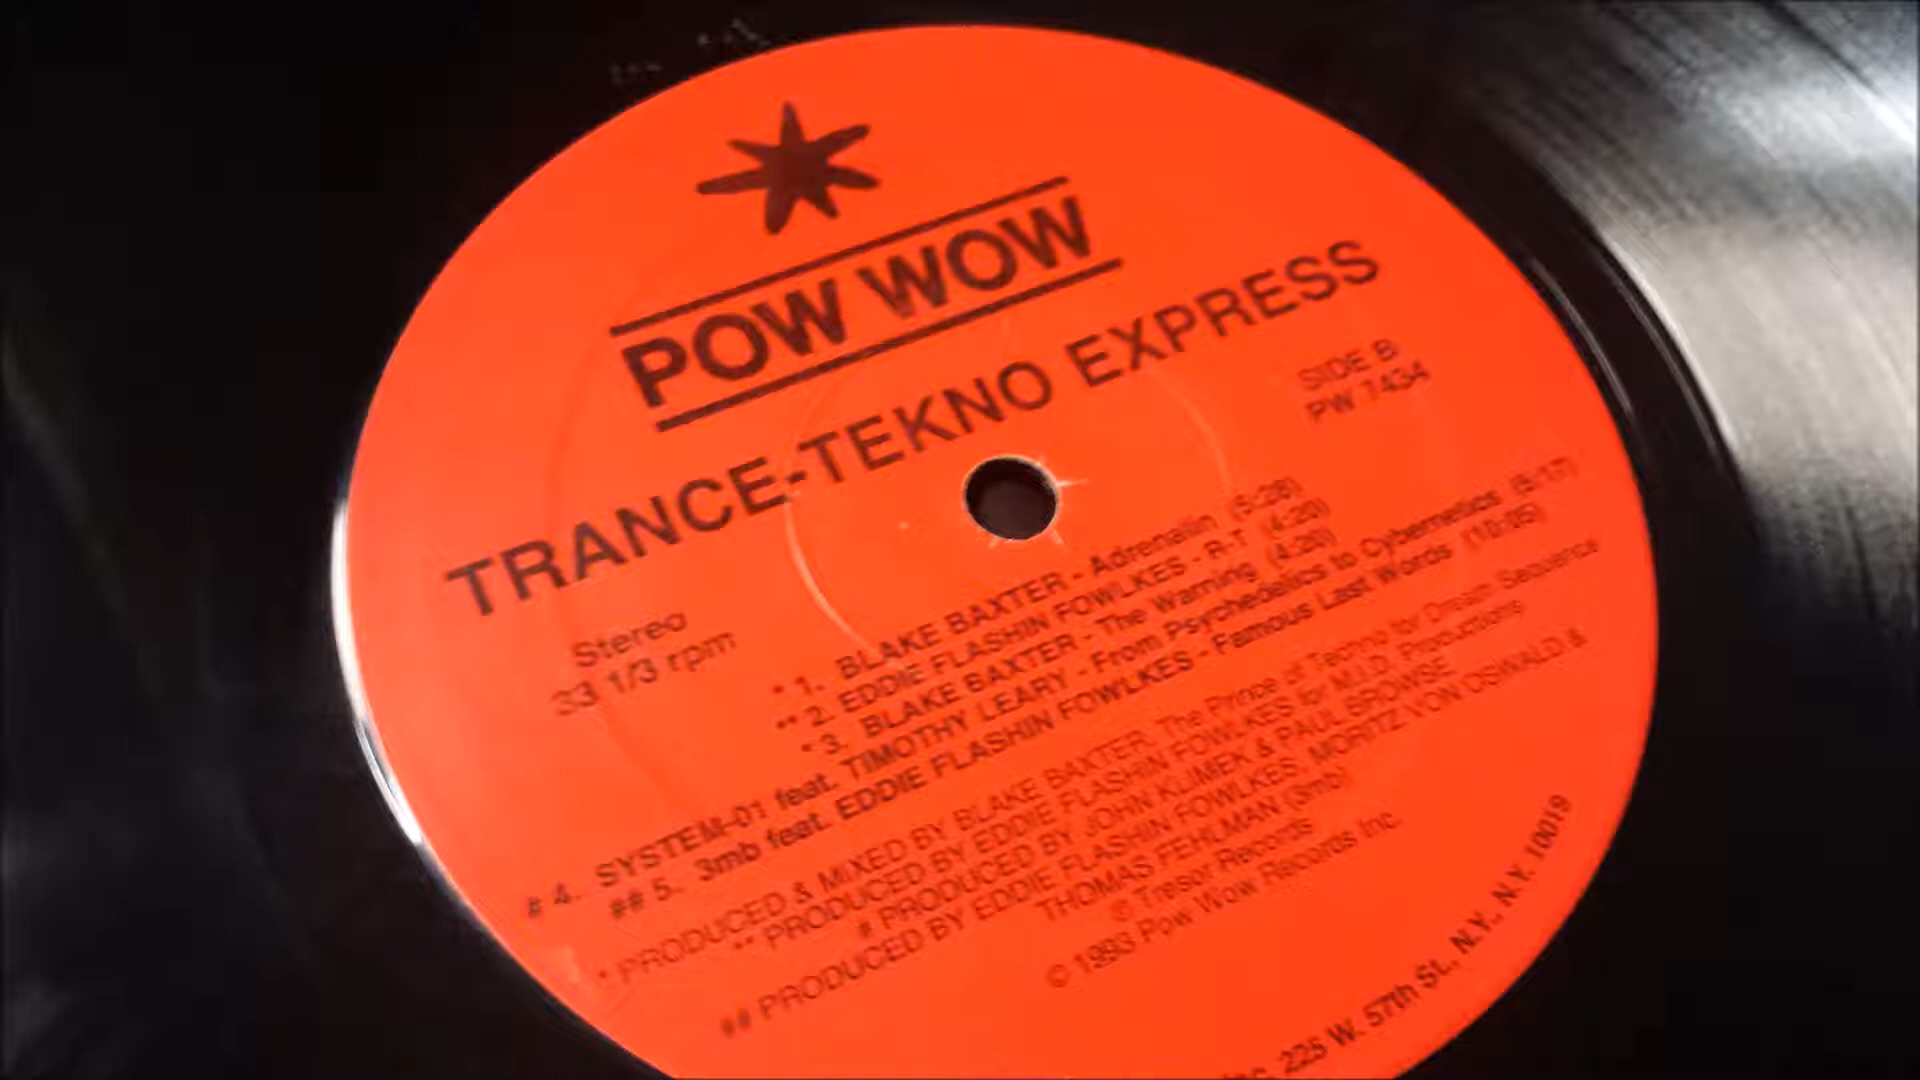 POW WOW
TRANCE-TEKNO EXPRESS
SIDE B
PW 7434
Stereo
33 1/3 rpm
* 1. BLAKE BAXTER - Adrenalin (5:28)
** 2. EDDIE FLASHIN FOWLKES - R-T (4:20)
* 3. BLAKE BAXTER - The Warning (4:28)
# 4. SYSTEM-01 feat. TIMOTHY LEARY - From Psychedelics to Cybernetics (5:17)
## 5. 3mb feat. EDDIE FLASHIN FOWLKES - Famous Last Words (10:05)
* PRODUCED & MIXED BY BLAKE BAXTER, The Prince of Techno for Dream Sequence
** PRODUCED BY EDDIE FLASHIN FOWLKES for M.I.D. Productions
# PRODUCED BY JOHN KLIMEK & PAUL BROWSE
## PRODUCED BY EDDIE FLASHIN FOWLKES, MORITZ VON OSWALD &
THOMAS FEHLMAN (3mb)
℗ Tresor Records
© 1993 Pow Wow Records Inc.
Inc. 225 W. 57th St., N.Y., N.Y. 10019